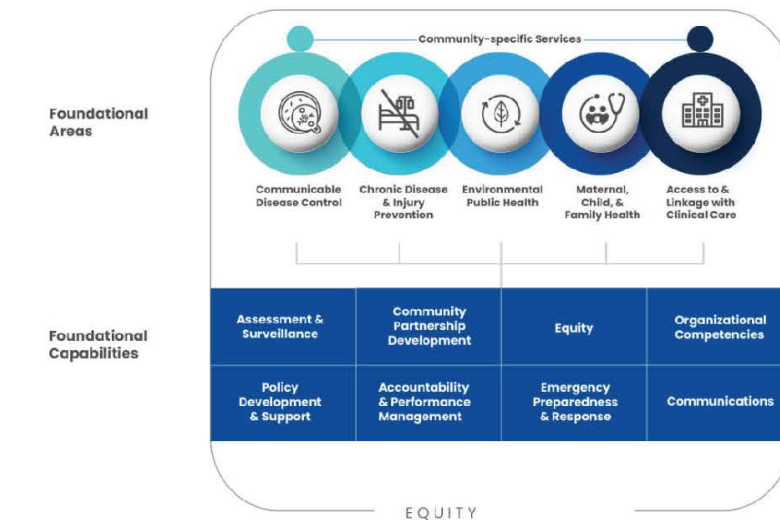 Community-specific Services
Foundational
Areas
Communicable
Disease Control
Chronic Disease
& Injury
Prevention
Environmental
Public Health
Maternal,
Child, &
Family Health
Access to &
Linkage with
Clinical Care
Foundational
Capabilities
Assessment &
Surveillance
Community
Partnership
Development
Equity
Organizational
Competencies
Policy
Development
& Support
Accountability
& Performance
Management
Emergency
Preparedness
& Response
Communications
EQUITY